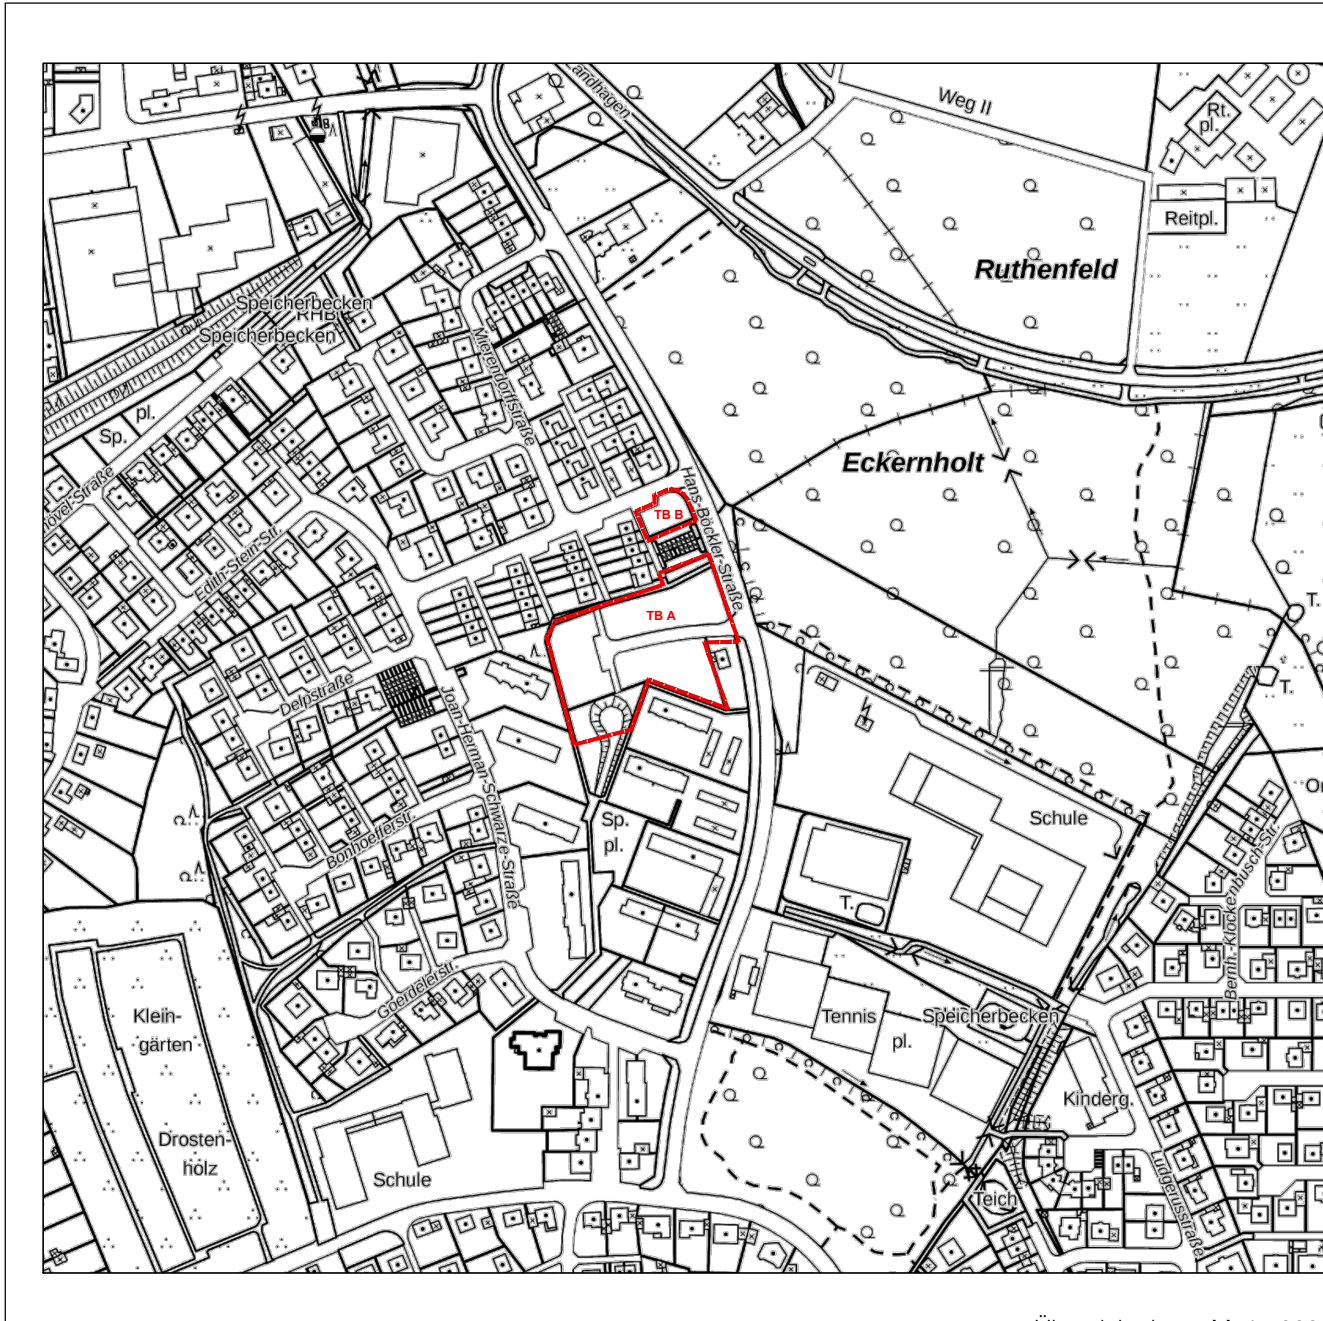 Landhagen
Weg II
Rt.
pl.
Reitpl.
Ruthenfeld
Speicherbecken
RHB
Speicherbecken
Mierendorffstraße
pl.
Sp.
Eckernholt
Hans-Böckler-Straße
TB B
Edith-Stein-Str.
TB A
T.
T.
Delpstraße
Joan-Herman-Schwarze-Straße
Bonhoefferstr.
Sp.
pl.
Schule
Bernh.-Klockenbusch-Str.
T.
Goerdelerstr.
Klein-
gärten
Tennis
pl.
Speicherbecken
Kinderg.
Drosten-
holz
Schule
Teich
Ludgerusstraße